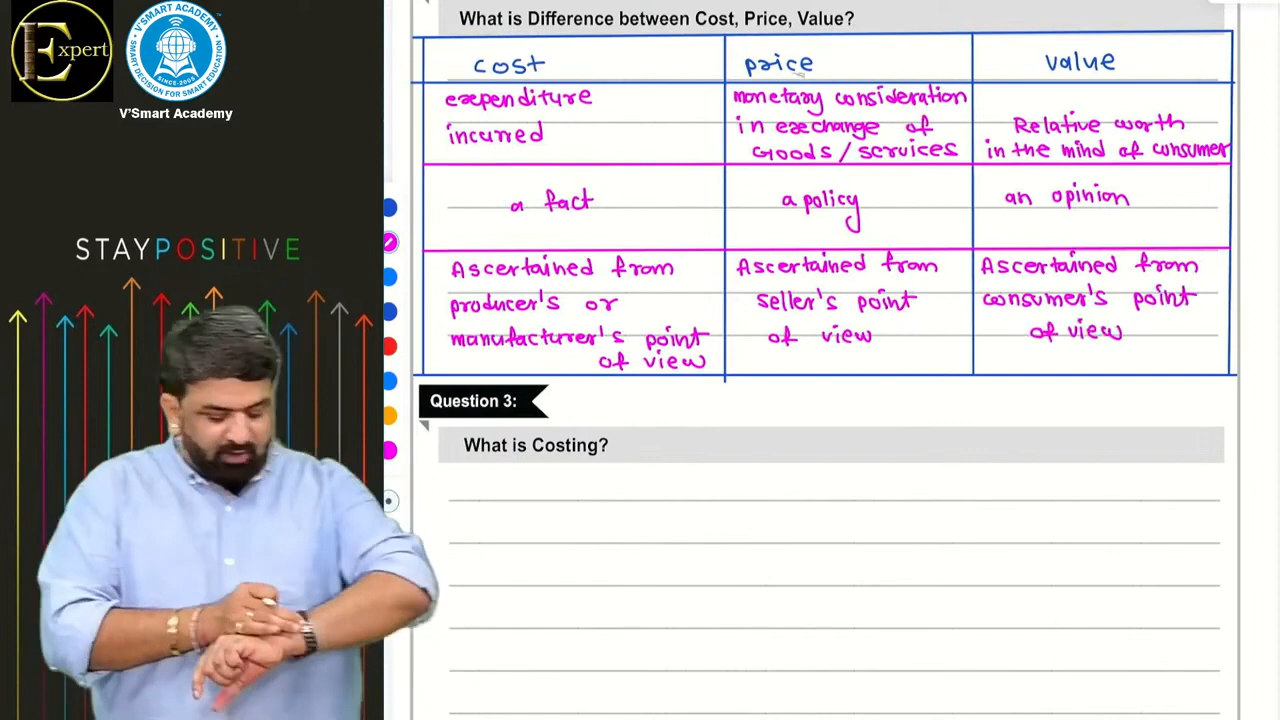 Expert
V'SMART ACADEMY
SMART DECISION FOR SMART EDUCATION
SINCE-2005
V'Smart Academy
STAYPOSITIVE
What is Difference between Cost, Price, Value?
cost price value
expenditure
incurred
monetary consideration
in exchange of
Goods/services
Relative worth
in the mind of consumer
a fact a policy an opinion
Ascertained from
producer's or
manufacturer's point
of view
Ascertained from
seller's point
of view
Ascertained from
consumer's point
of view
Question 3:
What is Costing?